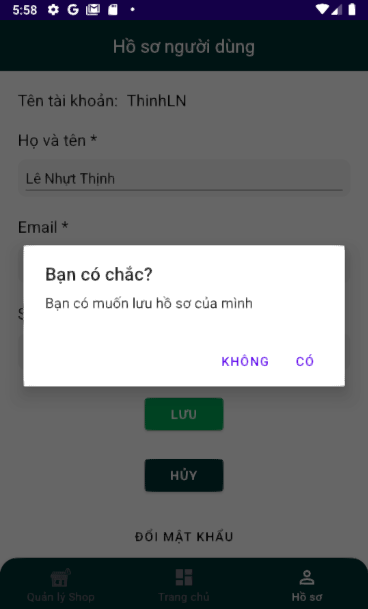 5:58
Hồ sơ người dùng
Tên tài khoản: ThinhLN
Họ và tên *
Lê Nhựt Thịnh
Email *
Bạn có chắc?
Bạn có muốn lưu hồ sơ của mình
KHÔNG CÓ
LƯU
HỦY
ĐỔI MẬT KHẨU
Quản lý Shop Trang chủ Hồ sơ